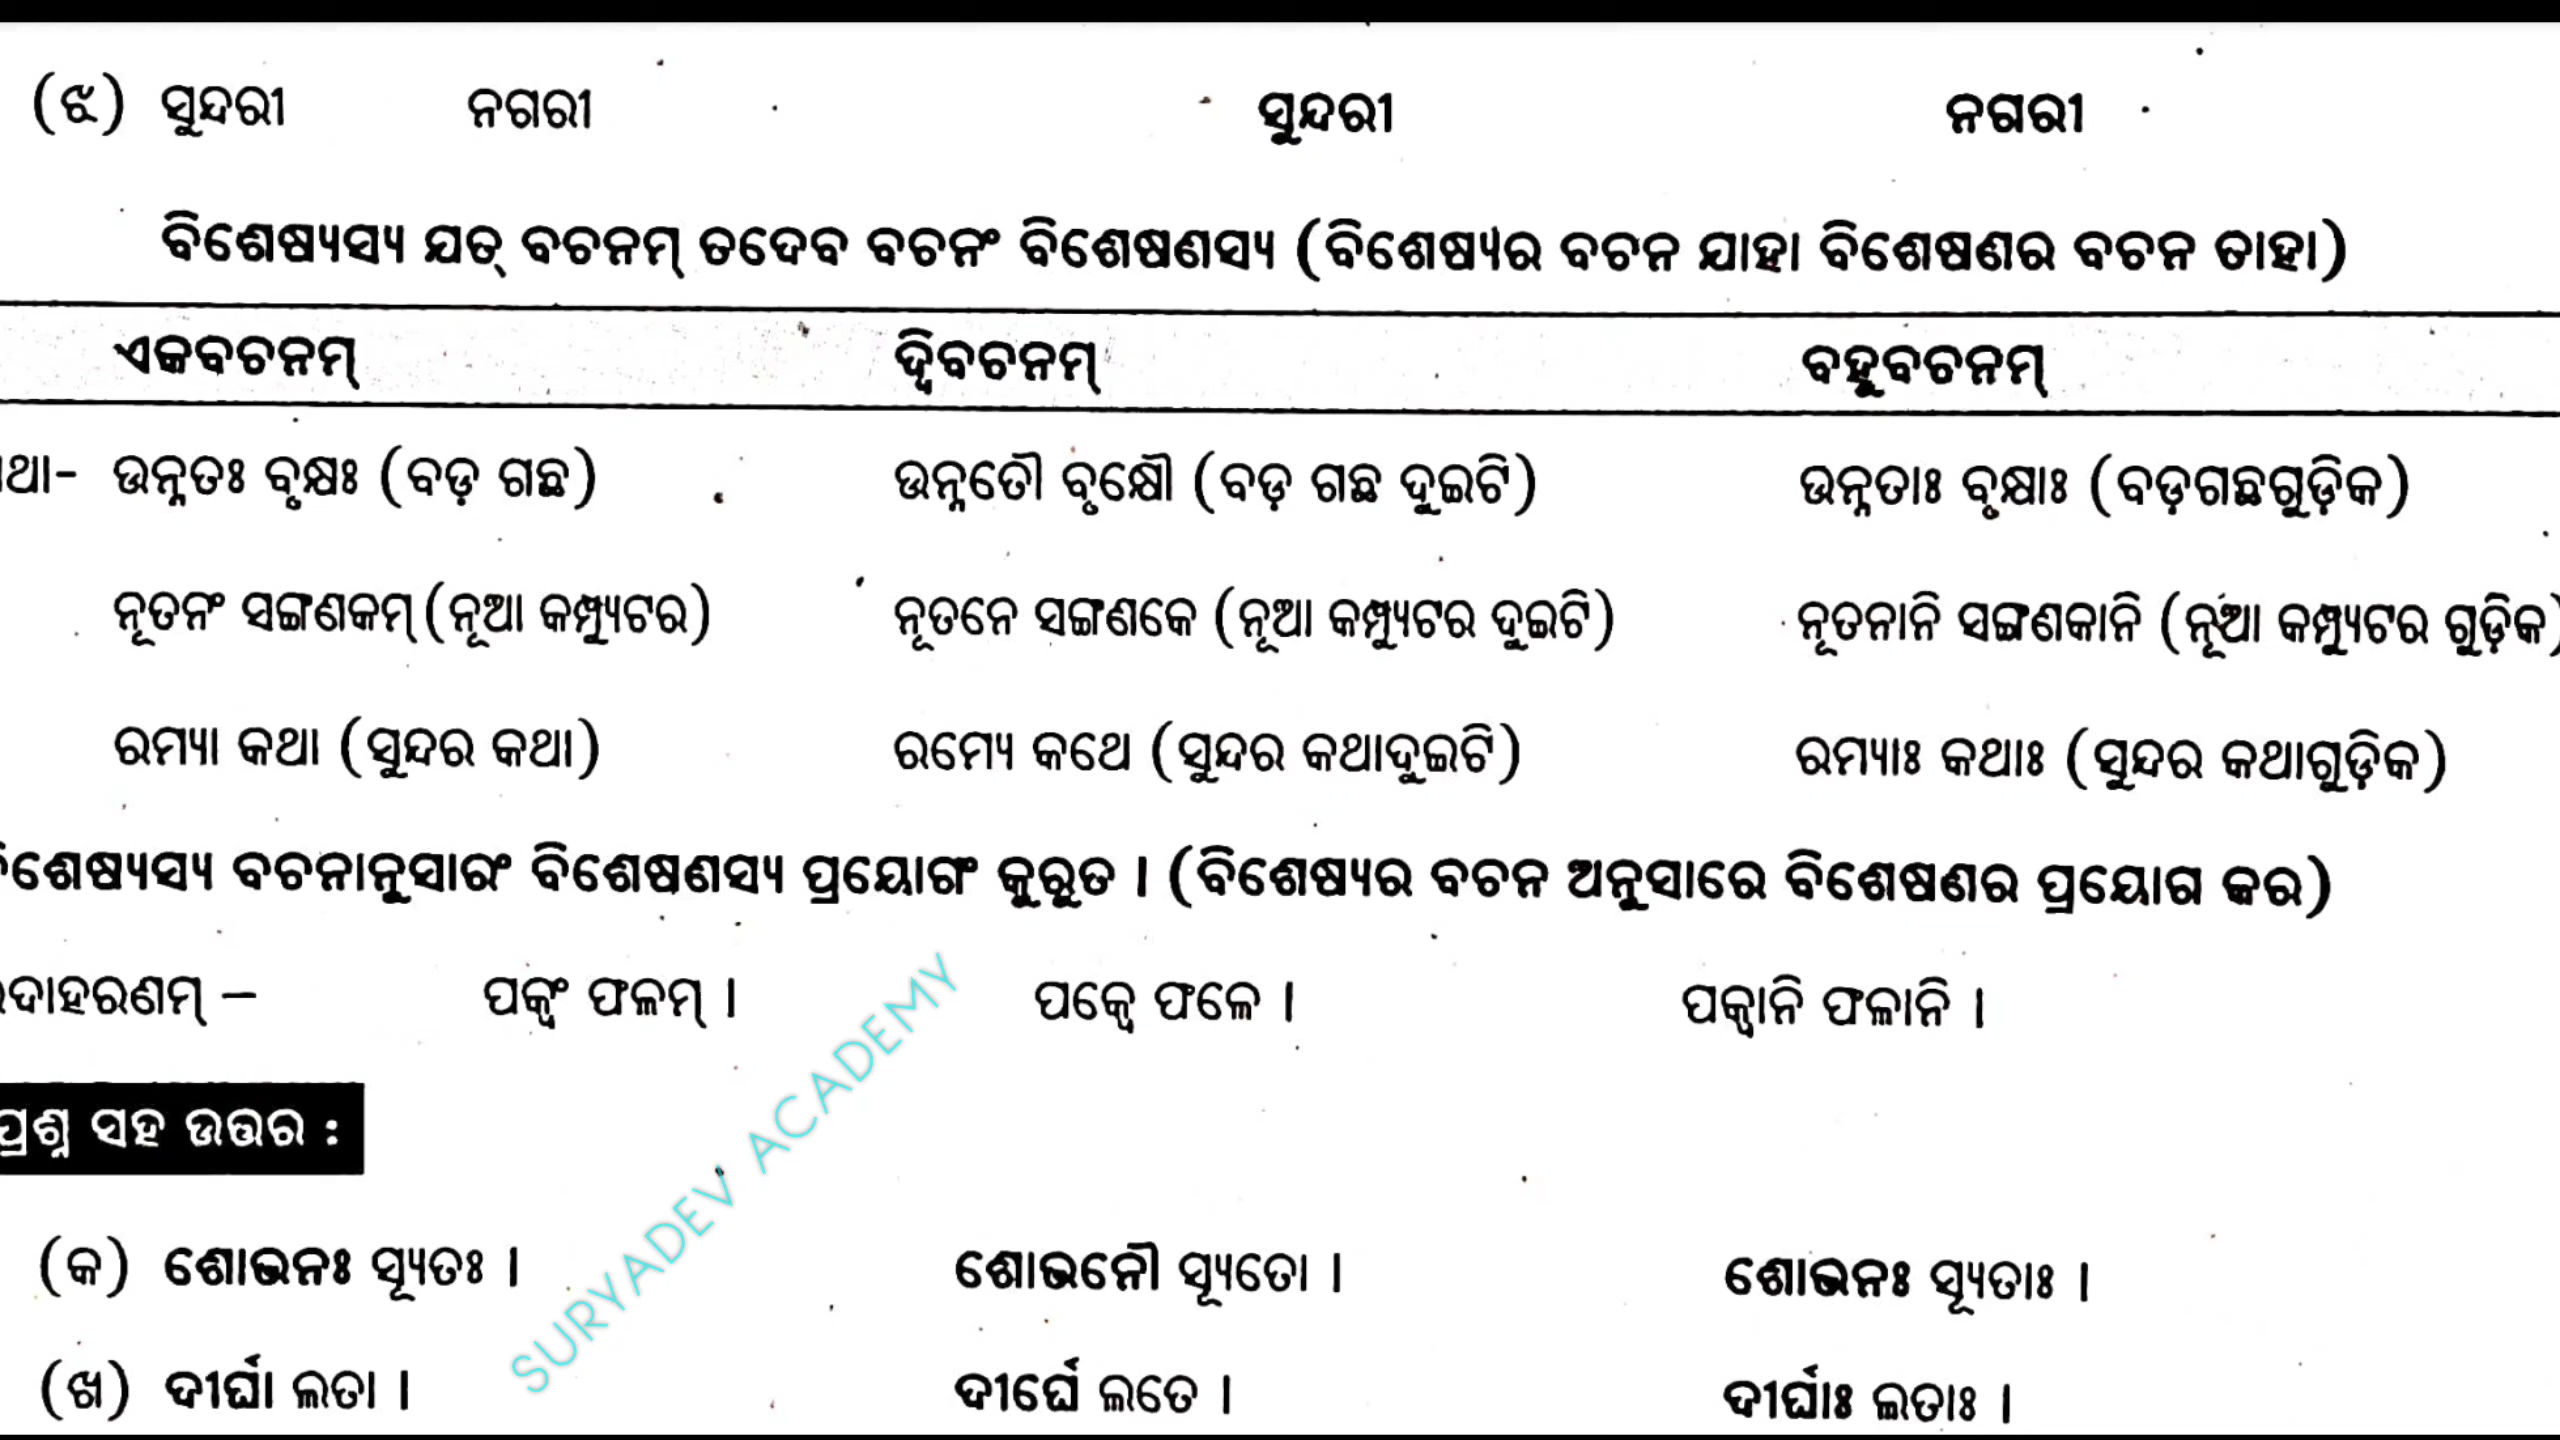 (ଝ) ସୁନ୍ଦରୀ ନଗରୀ ସୁନ୍ଦରୀ ନଗରୀ
ବିଶେଷ୍ୟସ୍ୟ ଯତ୍ ବଚନମ୍ ତଦେବ ବଚନଂ ବିଶେଷଣସ୍ୟ (ବିଶେଷ୍ୟର ବଚନ ଯାହା ବିଶେଷଣର ବଚନ ତାହା)
ଏକବଚନମ୍ ଦ୍ୱିବଚନମ୍ ବହୁବଚନମ୍
ଥା- ଉନ୍ନତଃ ବୃକ୍ଷଃ (ବଡ଼ ଗଛ) ଉନ୍ନତୌ ବୃକ୍ଷୌ (ବଡ଼ ଗଛ ଦୁଇଟି) ଉନ୍ନତାଃ ବୃକ୍ଷାଃ (ବଡ଼ଗଛଗୁଡ଼ିକ)
ନୂତନଂ ସଙ୍ଗଣକମ୍ (ନୂଆ କମ୍ପ୍ୟୁଟର) ନୂତନେ ସଙ୍ଗଣକେ (ନୂଆ କମ୍ପ୍ୟୁଟର ଦୁଇଟି) ନୂତନାନି ସଙ୍ଗଣକାନି (ନୂଆ କମ୍ପ୍ୟୁଟର ଗୁଡ଼ିକ)
ରମ୍ୟା କଥା (ସୁନ୍ଦର କଥା) ରମ୍ୟେ କଥେ (ସୁନ୍ଦର କଥାଦୁଇଟି) ରମ୍ୟାଃ କଥାଃ (ସୁନ୍ଦର କଥାଗୁଡ଼ିକ)
ବିଶେଷ୍ୟସ୍ୟ ବଚନାନୁସାରଂ ବିଶେଷଣସ୍ୟ ପ୍ରୟୋଙ୍ଗ କୁରୁତ । (ବିଶେଷ୍ୟର ବଚନ ଅନୁସାରେ ବିଶେଷଣର ପ୍ରୟୋଗ କର)
ଉଦାହରଣମ୍ – ପକ୍ୱଂ ଫଳମ୍ । ପକ୍ୱେ ଫଳେ । ପକ୍ୱାନି ଫଳାନି ।
ପ୍ରଶ୍ନ ସହ ଉତ୍ତର :
(କ) ଶୋଭନଃ ସ୍ୟୂତଃ । ଶୋଭନୌ ସ୍ୟୂତୋ । ଶୋଭନଃ ସ୍ୟୂତାଃ ।
(ଖ) ଦୀର୍ଘା ଲତା । ଦୀର୍ଘେ ଲତେ । ଦୀର୍ଘାଃ ଲତାଃ ।
SURYADEV ACADEMY